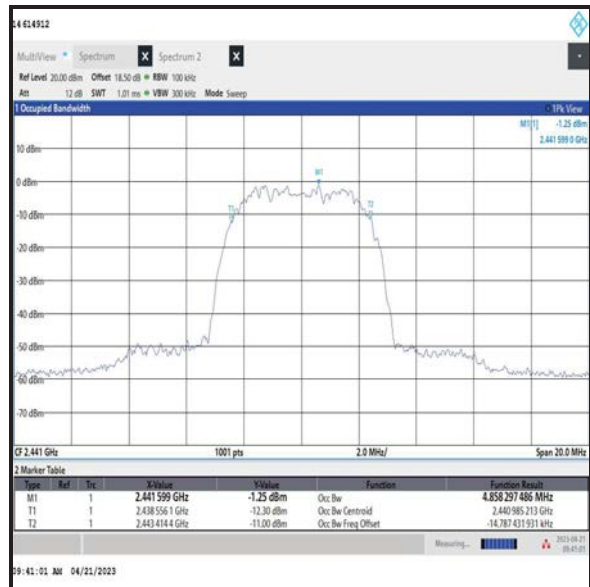 14 614912
MultiView Spectrum X Spectrum 2 X
Ref Level 20.00 dBm Offset 18.50 dB RBW 100 kHz
Att 12 dB SWT 1.01 ms VBW 300 kHz Mode Sweep
1 Occupied Bandwidth 1Pk View
M1[1] -1.25 dBm
2.441 599 0 GHz
10 dBm
0 dBm
M1
T1
-10 dBm
-20 dBm
-30 dBm
-40 dBm
-50 dBm
-60 dBm
-70 dBm
CF 2.441 GHz 1001 pts 2.0 MHz/ Span 20.0 MHz
2 Marker Table
Type Ref Trc X-Value Y-Value Function Function Result
M1 1 2.441 599 GHz -1.25 dBm Occ Bw 4.858 297 486 MHz
T1 1 2.438 556 1 GHz -12.30 dBm Occ Bw Centroid 2.440 985 213 GHz
T2 1 2.443 414 4 GHz -11.00 dBm Occ Bw Freq Offset -14.787 431 931 kHz
Measuring... 2023-04-21
09:41:01
09:41:01 AM 04/21/2023